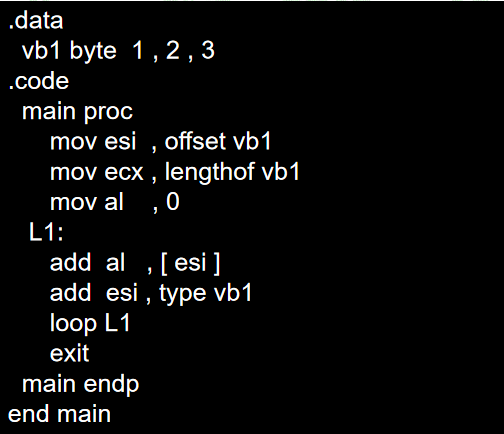 .data
vb1 byte 1 , 2 , 3
.code
main proc
mov esi , offset vb1
mov ecx , lengthof vb1
mov al , 0
L1:
add al , [ esi ]
add esi , type vb1
loop L1
exit
main endp
end main